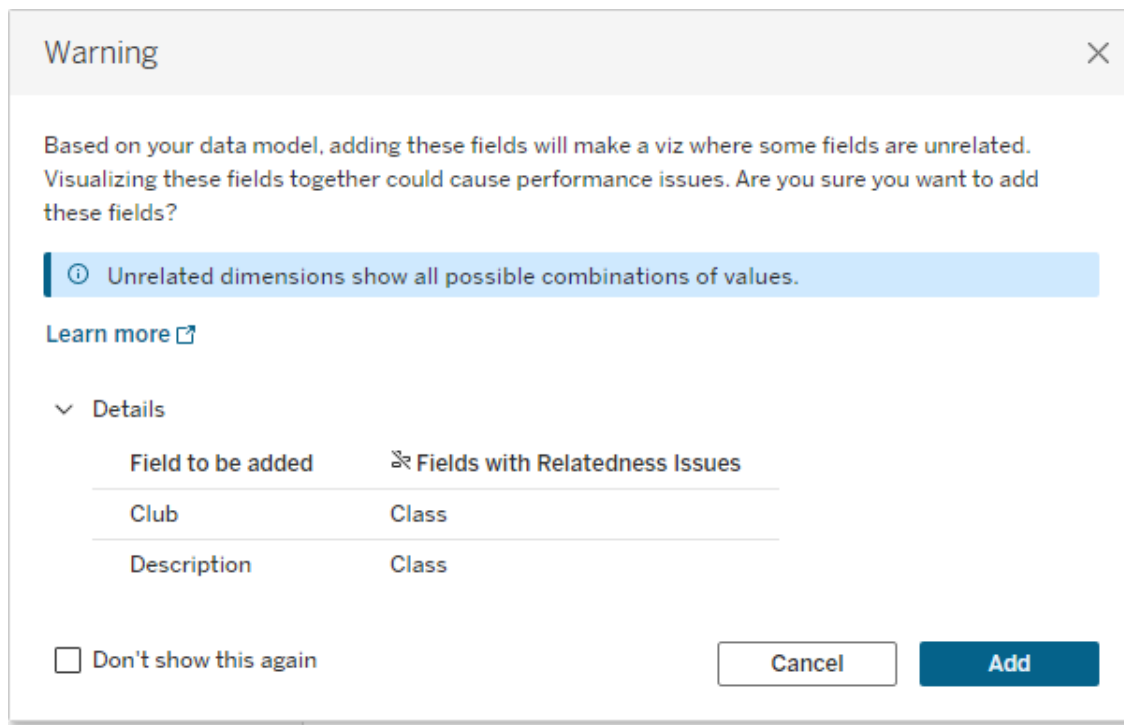 Warning
Based on your data model, adding these fields will make a viz where some fields are unrelated.
Visualizing these fields together could cause performance issues. Are you sure you want to add
these fields?
Unrelated dimensions show all possible combinations of values.
Learn more
Details
Field to be added Fields with Relatedness Issues
Club Class
Description Class
Don't show this again Cancel Add